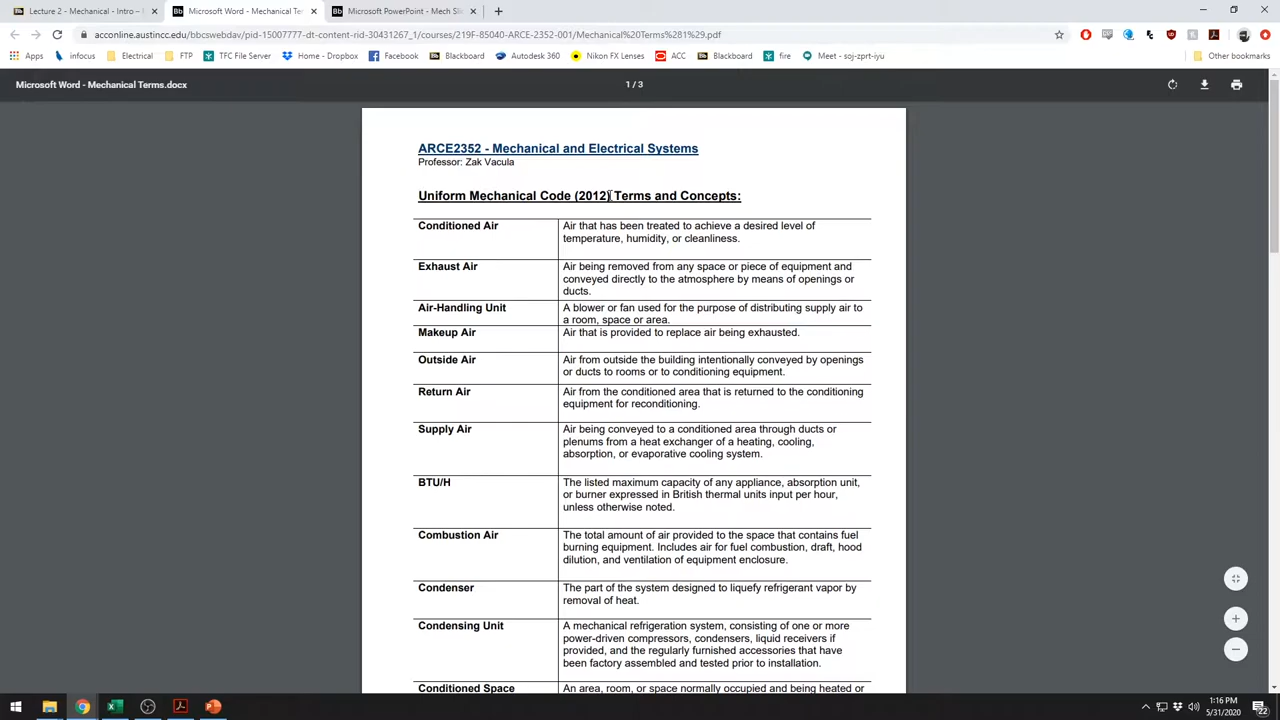 Lecture 2 - Mechanical - Intro –
Microsoft Word - Mechanical Ter
Microsoft PowerPoint - Mech Sli
acconline.austincc.edu/bbcswebdav/pid-15007777-dt-content-rid-30431267_1/courses/219F-85040-ARCE-2352-001/Mechanical%20Terms%281%29.pdf
Apps infocus Electrical FTP TFC File Server Home - Dropbox Facebook Blackboard Autodesk 360 Nikon FX Lenses ACC Blackboard fire Meet - soj-zprt-iyu Other bookmarks
Microsoft Word - Mechanical Terms.docx
1 / 3
ARCE2352 - Mechanical and Electrical Systems
Professor: Zak Vacula
Uniform Mechanical Code (2012) Terms and Concepts:
Conditioned Air
Air that has been treated to achieve a desired level of
temperature, humidity, or cleanliness.
Exhaust Air
Air being removed from any space or piece of equipment and
conveyed directly to the atmosphere by means of openings or
ducts.
Air-Handling Unit
A blower or fan used for the purpose of distributing supply air to
a room, space or area.
Makeup Air
Air that is provided to replace air being exhausted.
Outside Air
Air from outside the building intentionally conveyed by openings
or ducts to rooms or to conditioning equipment.
Return Air
Air from the conditioned area that is returned to the conditioning
equipment for reconditioning.
Supply Air
Air being conveyed to a conditioned area through ducts or
plenums from a heat exchanger of a heating, cooling,
absorption, or evaporative cooling system.
BTU/H
The listed maximum capacity of any appliance, absorption unit,
or burner expressed in British thermal units input per hour,
unless otherwise noted.
Combustion Air
The total amount of air provided to the space that contains fuel
burning equipment. Includes air for fuel combustion, draft, hood
dilution, and ventilation of equipment enclosure.
Condenser
The part of the system designed to liquefy refrigerant vapor by
removal of heat.
Condensing Unit
A mechanical refrigeration system, consisting of one or more
power-driven compressors, condensers, liquid receivers if
provided, and the regularly furnished accessories that have
been factory assembled and tested prior to installation.
Conditioned Space
An area, room, or space normally occupied and being heated or
1:16 PM
5/31/2020
22